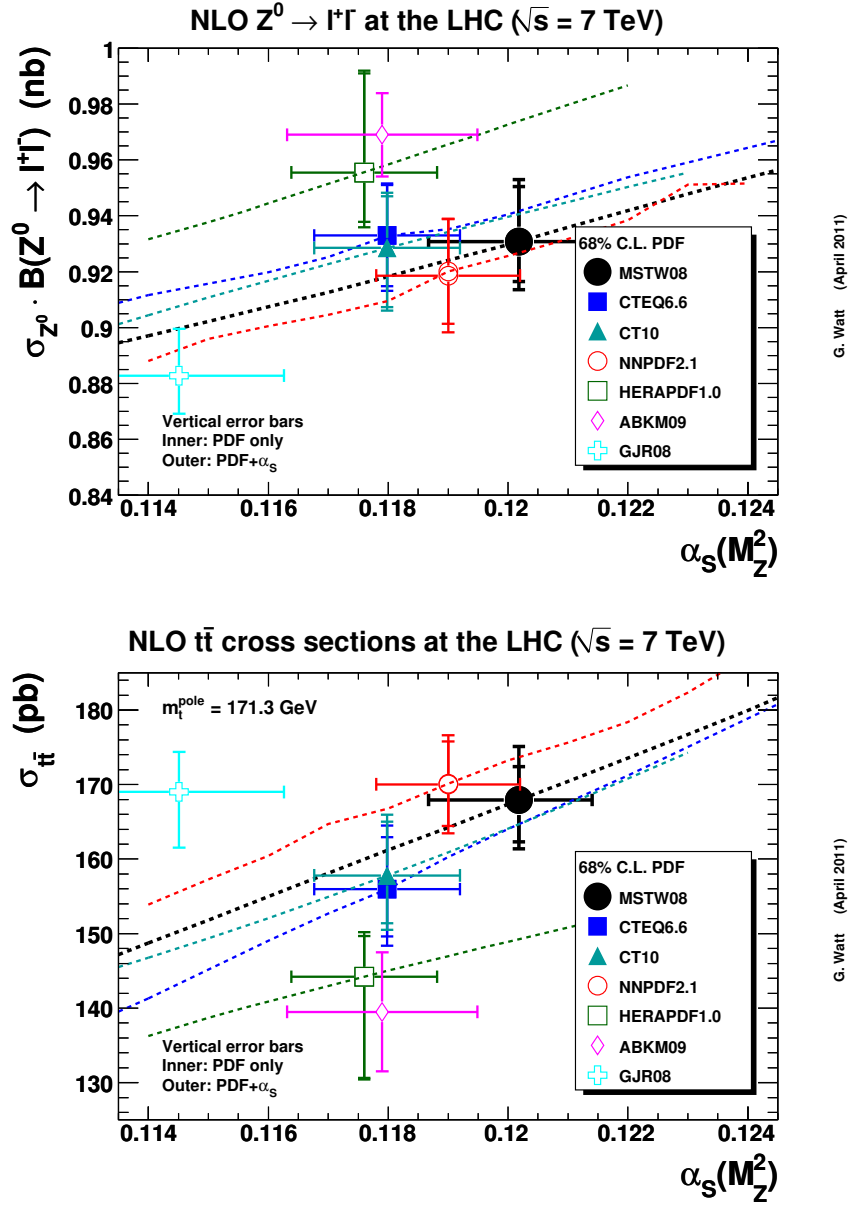 NLO Z⁰ → l⁺l⁻ at the LHC (√s = 7 TeV)
σ_Z⁰ · B(Z⁰ → l⁺l⁻) (nb)
1
0.98
0.96
0.94
0.92
0.9
0.88
0.86
0.84
68% C.L. PDF
MSTW08
CTEQ6.6
CT10
NNPDF2.1
HERAPDF1.0
ABKM09
GJR08
Vertical error bars
Inner: PDF only
Outer: PDF+α_S
0.114 0.116 0.118 0.12 0.122 0.124
α_S(M_Z²)
G. Watt (April 2011)
NLO tt̄ cross sections at the LHC (√s = 7 TeV)
σ_tt̄ (pb)
m_t^pole = 171.3 GeV
180
170
160
150
140
130
68% C.L. PDF
MSTW08
CTEQ6.6
CT10
NNPDF2.1
HERAPDF1.0
ABKM09
GJR08
Vertical error bars
Inner: PDF only
Outer: PDF+α_S
0.114 0.116 0.118 0.12 0.122 0.124
α_S(M_Z²)
G. Watt (April 2011)